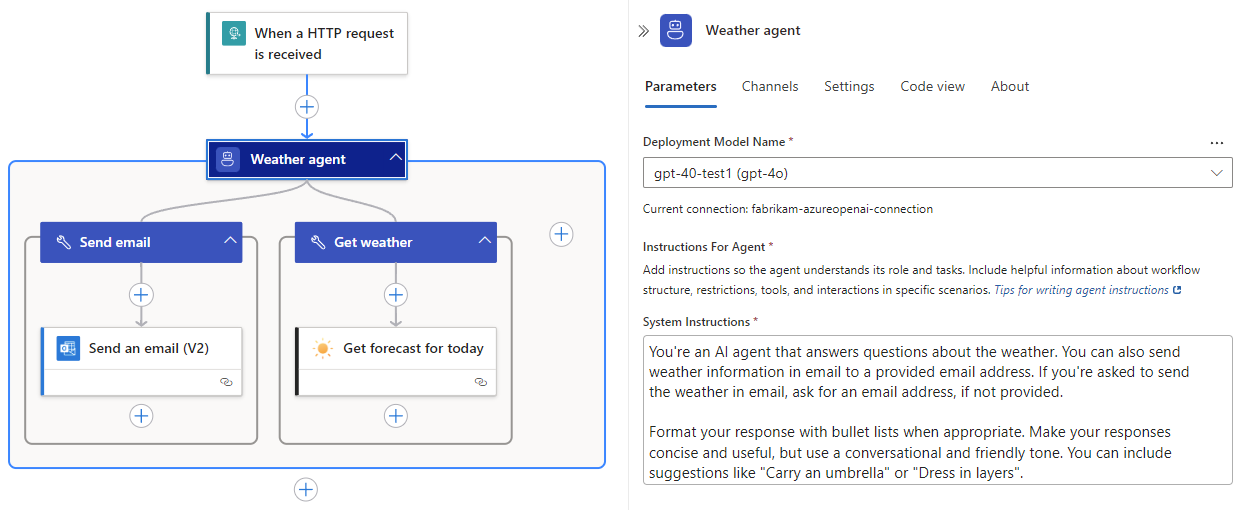 When a HTTP request
is received
Weather agent
Send email
Get weather
Send an email (V2)
Get forecast for today
Weather agent
Parameters
Channels
Settings
Code view
About
Deployment Model Name *
gpt-40-test1 (gpt-4o)
Current connection: fabrikam-azureopenai-connection
Instructions For Agent *
Add instructions so the agent understands its role and tasks. Include helpful information about workflow
structure, restrictions, tools, and interactions in specific scenarios. Tips for writing agent instructions
System Instructions *
You're an AI agent that answers questions about the weather. You can also send
weather information in email to a provided email address. If you're asked to send
the weather in email, ask for an email address, if not provided.
Format your response with bullet lists when appropriate. Make your responses
concise and useful, but use a conversational and friendly tone. You can include
suggestions like "Carry an umbrella" or "Dress in layers".